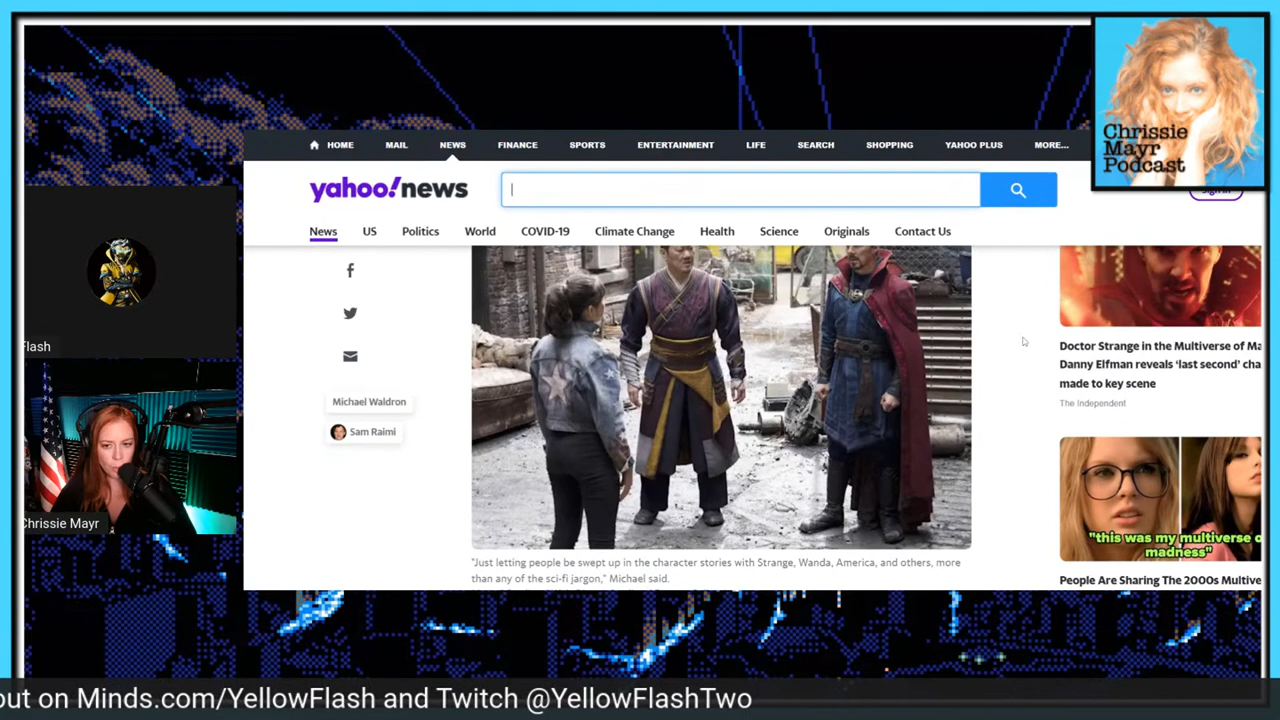 Chrissie
Mayr
Podcast
HOME MAIL NEWS FINANCE SPORTS ENTERTAINMENT LIFE SEARCH SHOPPING YAHOO PLUS MORE...
yahoo!news
News US Politics World COVID-19 Climate Change Health Science Originals Contact Us
Flash
Chrissie Mayr
Michael Waldron
Sam Raimi
"Just letting people be swept up in the character stories with Strange, Wanda, America, and others, more
than any of the sci-fi jargon," Michael said.
Doctor Strange in the Multiverse of Ma
Danny Elfman reveals 'last second' cha
made to key scene
The Independent
"this was my multiverse o
madness"
People Are Sharing The 2000s Multive
out on Minds.com/YellowFlash and Twitch @YellowFlashTwo